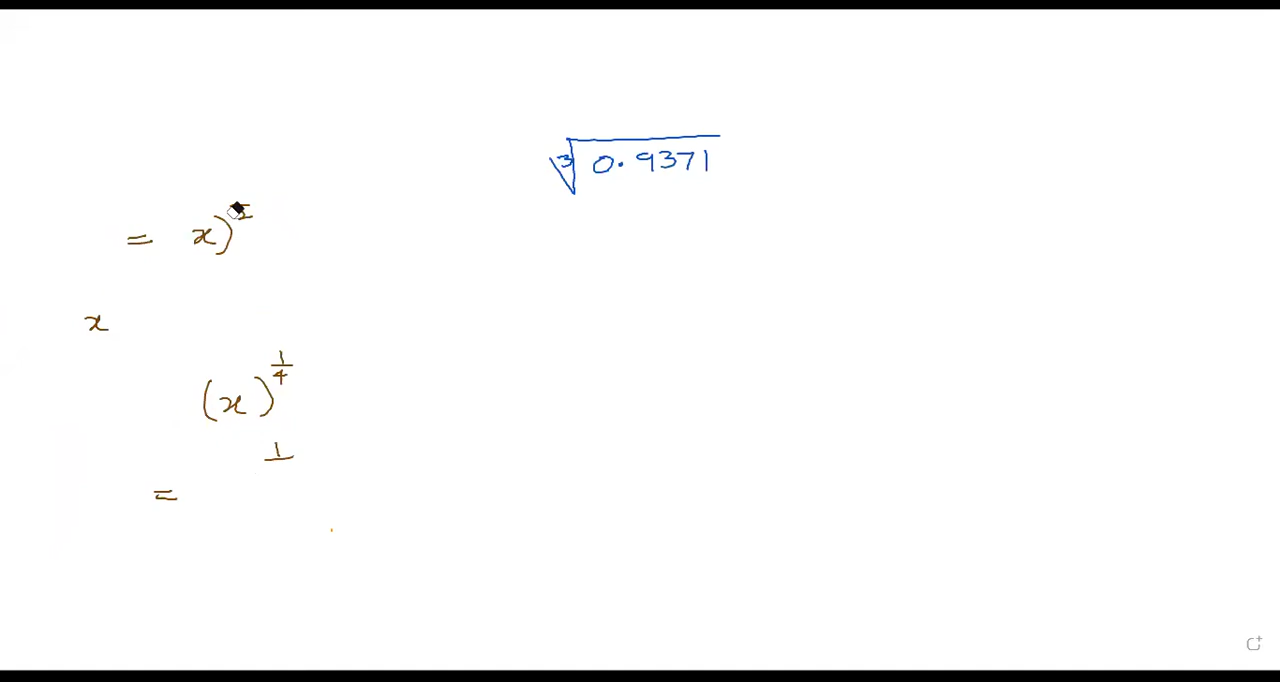 ∛0.9371
= x)
x
(x)^(1/4)
1
=